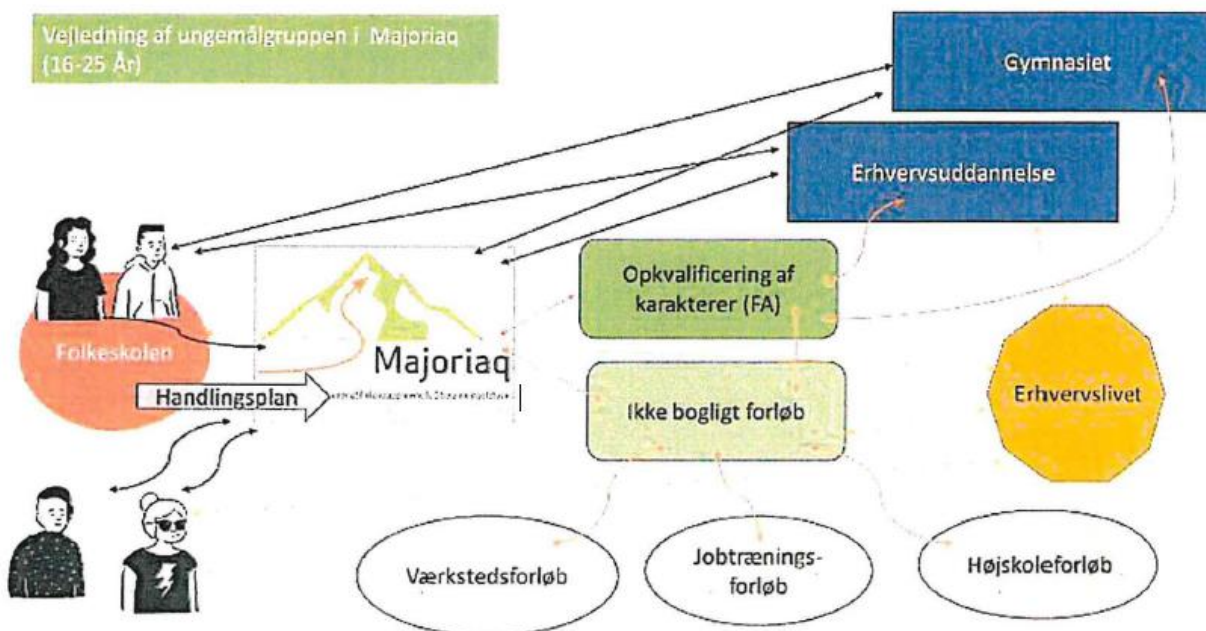 Vejledning af ungemålgruppen i Majoriaq
(16-25 År)
Gymnasiet
Erhvervsuddannelse
Opkvalificering af
karakterer (FA)
Folkeskolen
Majoriaq
Handlingsplan
Ikke bogligt forløb
Erhvervslivet
Værkstedsforløb
Jobtrænings-
forløb
Højskoleforløb